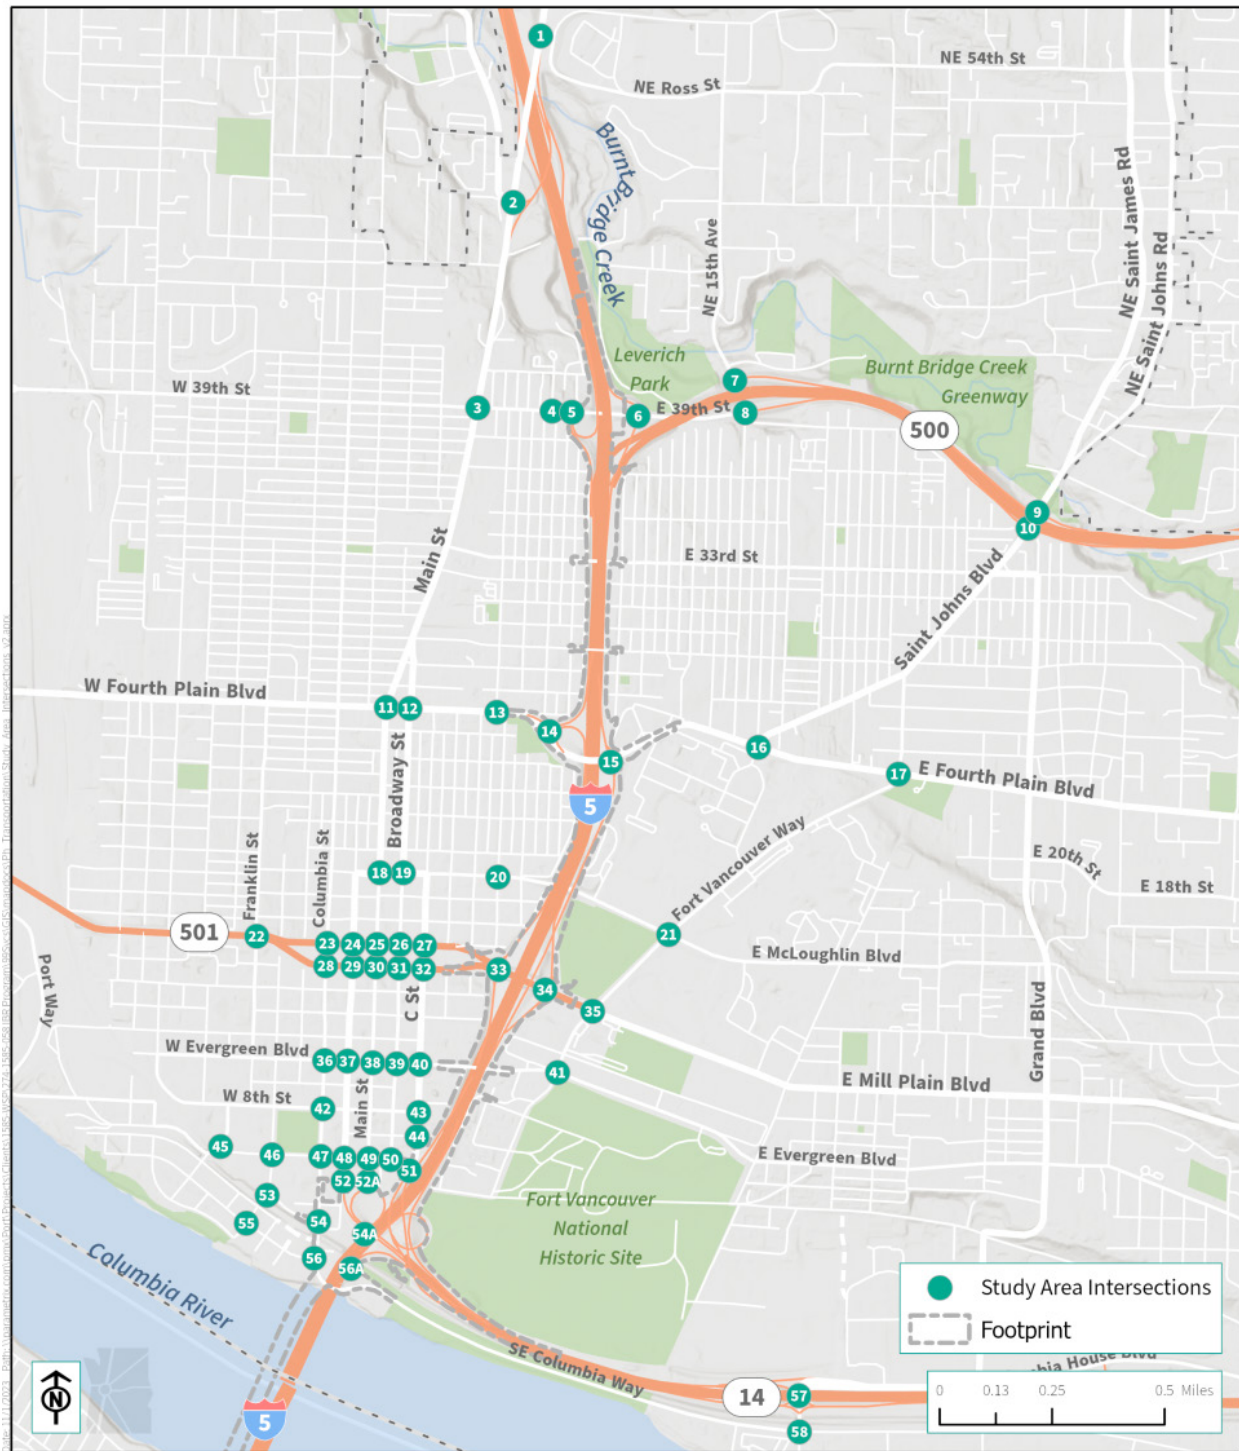 1
NE 54th St
NE Ross St
Burnt Bridge Creek
2
NE Saint James Rd
NE Saint Johns Rd
NE 15th Ave
Leverich
Park
Burnt Bridge Creek
Greenway
W 39th St
3
4
5
6
E 39th St
7
8
500
9
10
Main St
E 33rd St
Saint Johns Blvd
W Fourth Plain Blvd
11
12
13
14
15
16
17
E Fourth Plain Blvd
5
Broadway St
Franklin St
Columbia St
Fort Vancouver Way
E 20th St
E 18th St
18
19
20
21
501
22
23
24
25
26
27
28
29
30
31
32
33
34
35
E McLoughlin Blvd
Port Way
C St
Grand Blvd
W Evergreen Blvd
36
37
38
39
40
41
E Mill Plain Blvd
W 8th St
Main St
42
43
44
45
46
47
48
49
50
51
52
52A
E Evergreen Blvd
53
54
54A
55
56
56A
Fort Vancouver
National
Historic Site
Columbia River
SE Columbia Way
14
57
58
5
N
Study Area Intersections
Footprint
0
0.13
0.25
0.5 Miles